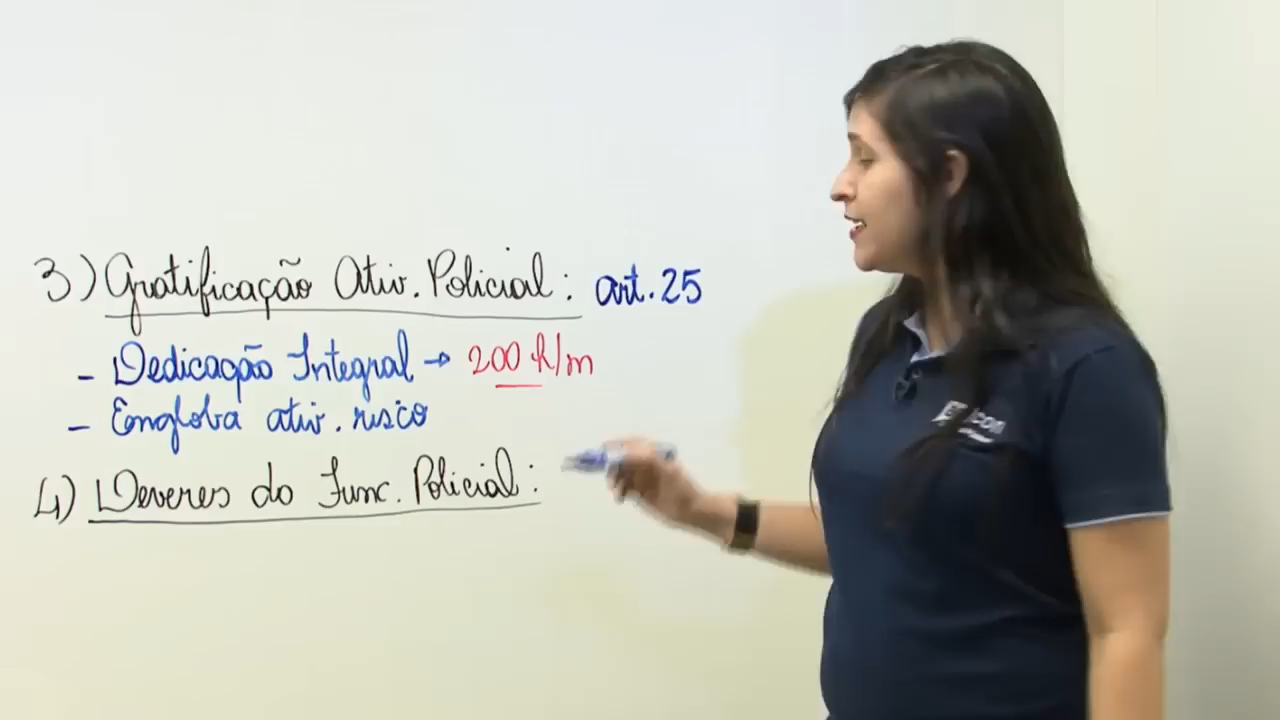 3) Gratificação Ativ. Policial: art. 25
- Dedicação Integral → 200 h/m
- Engloba ativ. risco
4) Deveres do Func. Policial: